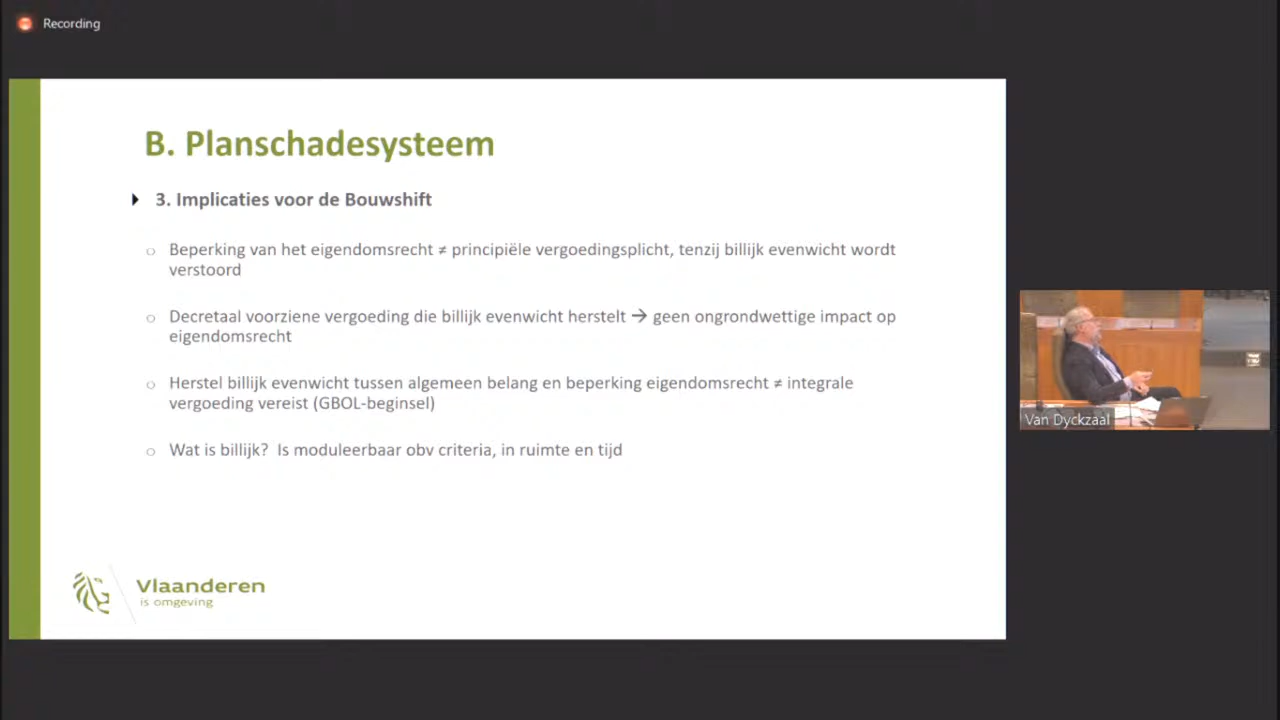 Recording
B. Planschadesysteem
3. Implicaties voor de Bouwshift
Beperking van het eigendomsrecht ≠ principiële vergoedingsplicht, tenzij billijk evenwicht wordt
verstoord
Decretaal voorziene vergoeding die billijk evenwicht herstelt → geen ongrondwettige impact op
eigendomsrecht
Herstel billijk evenwicht tussen algemeen belang en beperking eigendomsrecht ≠ integrale
vergoeding vereist (GBOL-beginsel)
Wat is billijk?  Is moduleerbaar obv criteria, in ruimte en tijd
Van Dyckzaal
Vlaanderen
is omgeving